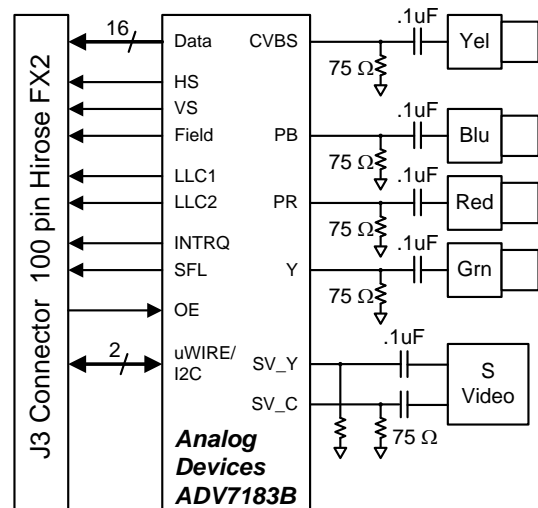 J3 Connector 100 pin Hirose FX2
16
Data
HS
VS
Field
LLC1
LLC2
INTRQ
SFL
OE
2
uWIRE/
I2C
CVBS
PB
PR
Y
SV_Y
SV_C
Analog
Devices
ADV7183B
.1uF
75 Ω
Yel
.1uF
75 Ω
Blu
.1uF
75 Ω
Red
.1uF
75 Ω
Grn
.1uF
75 Ω
S
Video